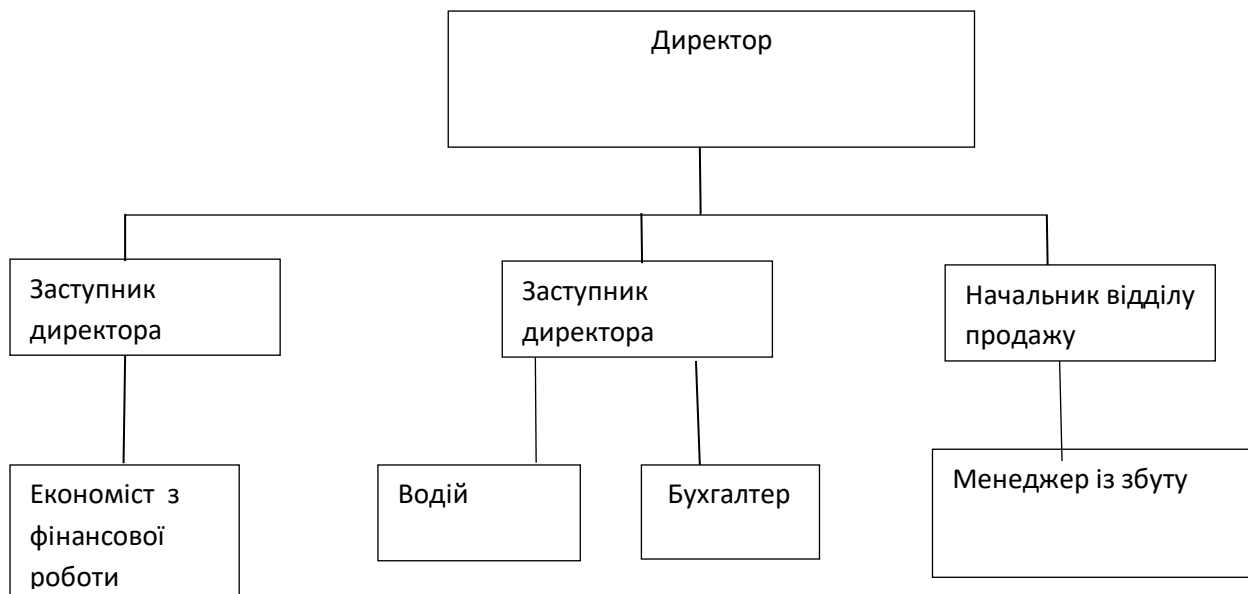 Директор
Заступник
директора
Заступник
директора
Начальник відділу
продажу
Економіст з
фінансової
роботи
Водій
Бухгалтер
Менеджер із збуту